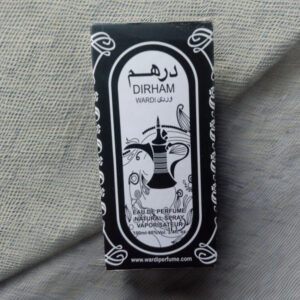 درهم
DIRHAM
WARDI وردي
EAU DE PERFUME
NATURAL SPRAY
VAPORISATEUR
www.wardiperfume.com